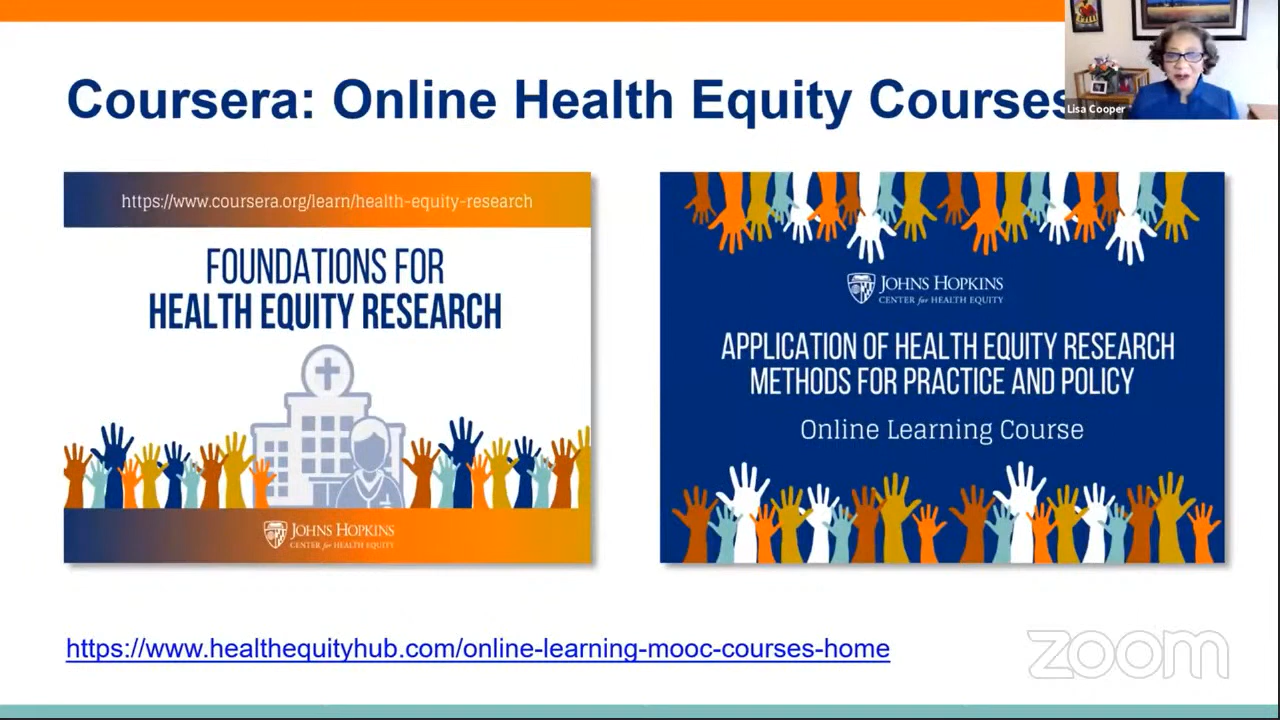 Coursera: Online Health Equity Courses
Lisa Cooper
https://www.coursera.org/learn/health-equity-research
FOUNDATIONS FOR
HEALTH EQUITY RESEARCH
JOHNS HOPKINS
CENTER for HEALTH EQUITY
JOHNS HOPKINS
CENTER for HEALTH EQUITY
APPLICATION OF HEALTH EQUITY RESEARCH
METHODS FOR PRACTICE AND POLICY
Online Learning Course
https://www.healthequityhub.com/online-learning-mooc-courses-home
zoom